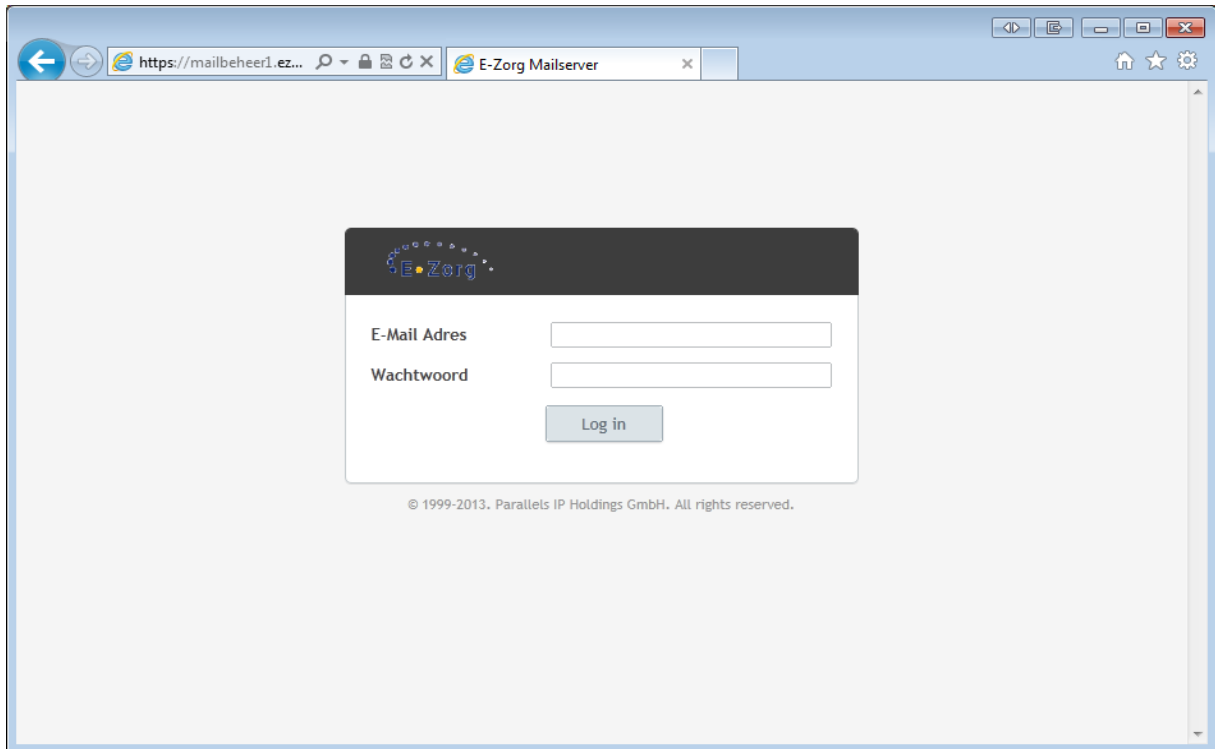 https://mailbeheer1.ez...
E-Zorg Mailserver
E-Zorg
E-Mail Adres
Wachtwoord
Log in
© 1999-2013. Parallels IP Holdings GmbH. All rights reserved.